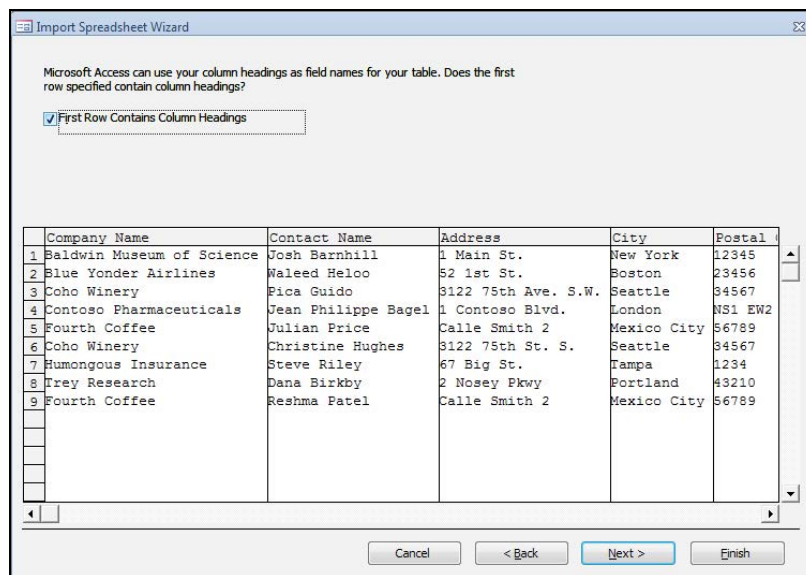 Import Spreadsheet Wizard
Microsoft Access can use your column headings as field names for your table. Does the first
row specified contain column headings?
First Row Contains Column Headings
Company Name Contact Name Address City Postal
1 Baldwin Museum of Science Josh Barnhill 1 Main St. New York 12345
2 Blue Yonder Airlines Waleed Heloo 52 1st St. Boston 23456
3 Coho Winery Pica Guido 3122 75th Ave. S.W. Seattle 34567
4 Contoso Pharmaceuticals Jean Philippe Bagel 1 Contoso Blvd. London NS1 EW2
5 Fourth Coffee Julian Price Calle Smith 2 Mexico City 56789
6 Coho Winery Christine Hughes 3122 75th St. S. Seattle 34567
7 Humongous Insurance Steve Riley 67 Big St. Tampa 1234
8 Trey Research Dana Birkby 2 Nosey Pkwy Portland 43210
9 Fourth Coffee Reshma Patel Calle Smith 2 Mexico City 56789
Cancel < Back Next > Finish